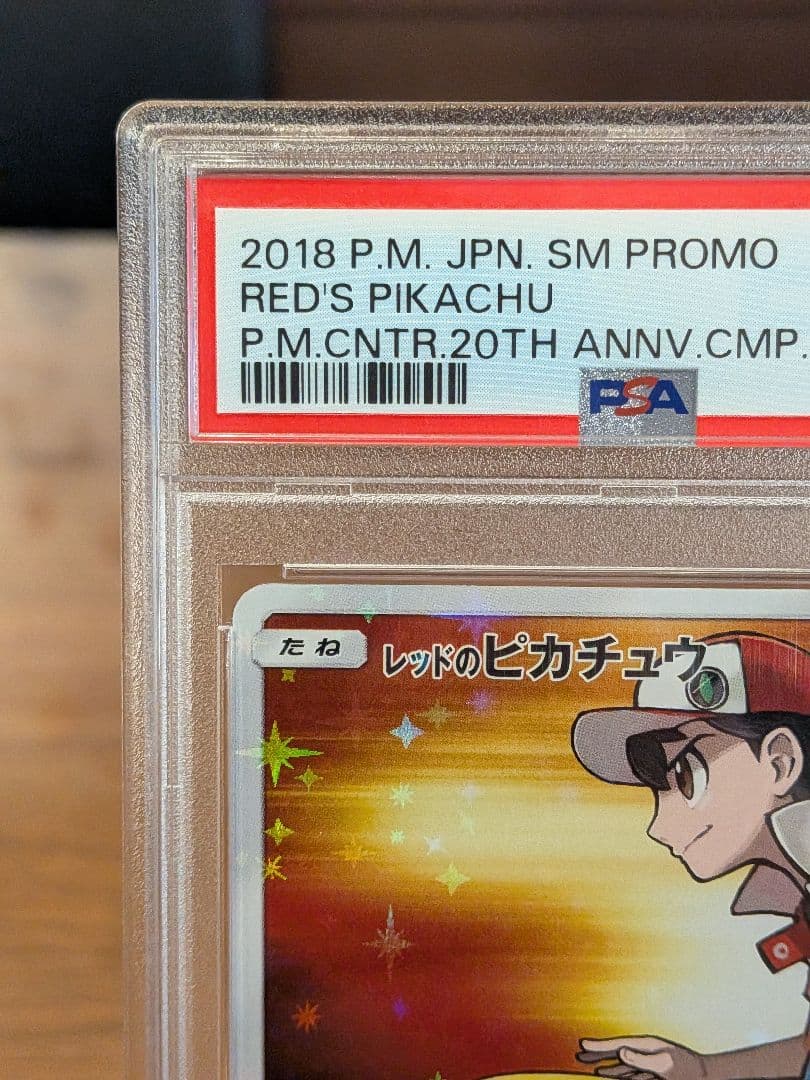 2018 P.M. JPN. SM PROMO
RED'S PIKACHU
P.M.CNTR.20TH ANNV.CMP.
PSA
たね
レッドのピカチュウ